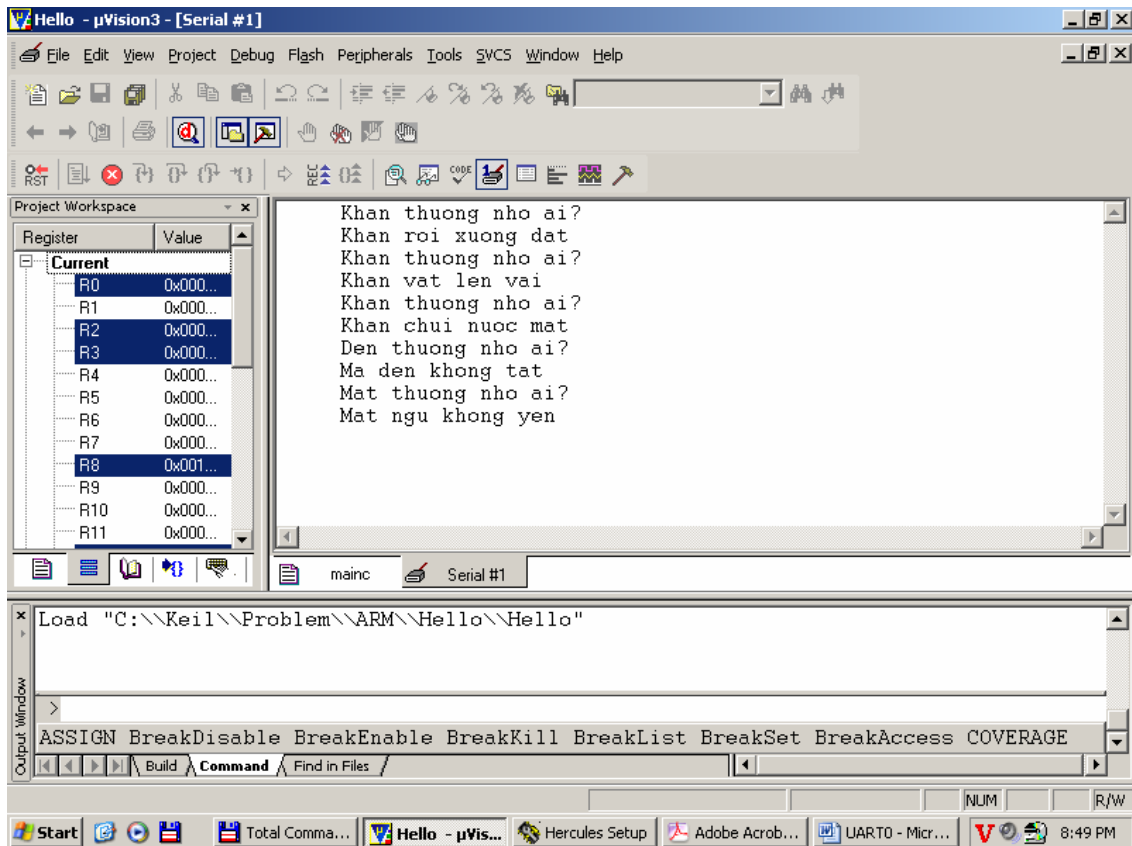 Hello - µVision3 - [Serial #1]
File Edit View Project Debug Flash Peripherals Tools SVCS Window Help
RST
CODE
Project Workspace
Register Value
Current
R0 0x000...
R1 0x000...
R2 0x000...
R3 0x000...
R4 0x000...
R5 0x000...
R6 0x000...
R7 0x000...
R8 0x001...
R9 0x000...
R10 0x000...
R11 0x000...
Khan thuong nho ai?
Khan roi xuong dat
Khan thuong nho ai?
Khan vat len vai
Khan thuong nho ai?
Khan chui nuoc mat
Den thuong nho ai?
Ma den khong tat
Mat thuong nho ai?
Mat ngu khong yen
mainc Serial #1
Load "C:\\Keil\\Problem\\ARM\\Hello\\Hello"
>
ASSIGN BreakDisable BreakEnable BreakKill BreakList BreakSet BreakAccess COVERAGE
Output Window
Build Command Find in Files
NUM R/W
Start Total Comma... Hello - µVis... Hercules Setup Adobe Acrob... UART0 - Micr... 8:49 PM